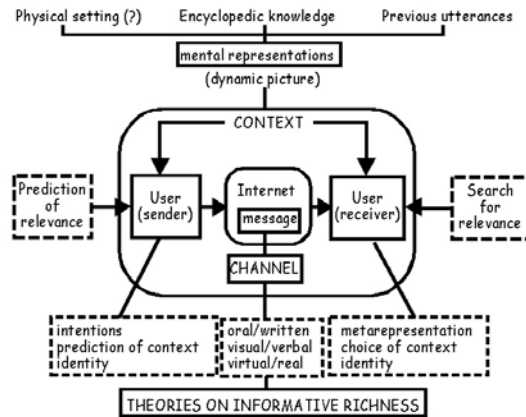 Physical setting (?) Encyclopedic knowledge Previous utterances
mental representations
(dynamic picture)
CONTEXT
Prediction
of
relevance
User
(sender)
Internet
message
User
(receiver)
Search
for
relevance
CHANNEL
intentions
prediction of context
identity
oral/written
visual/verbal
virtual/real
metarepresentation
choice of context
identity
THEORIES ON INFORMATIVE RICHNESS